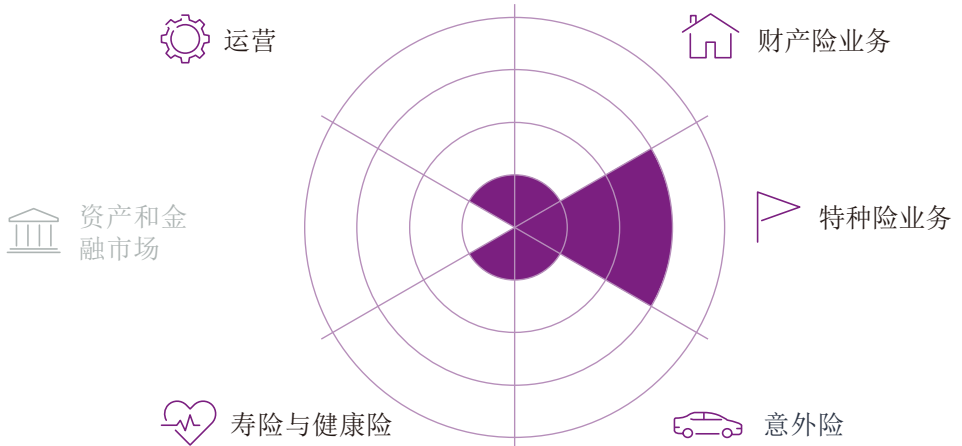 运营
财产险业务
资产和金
融市场
特种险业务
寿险与健康险
意外险